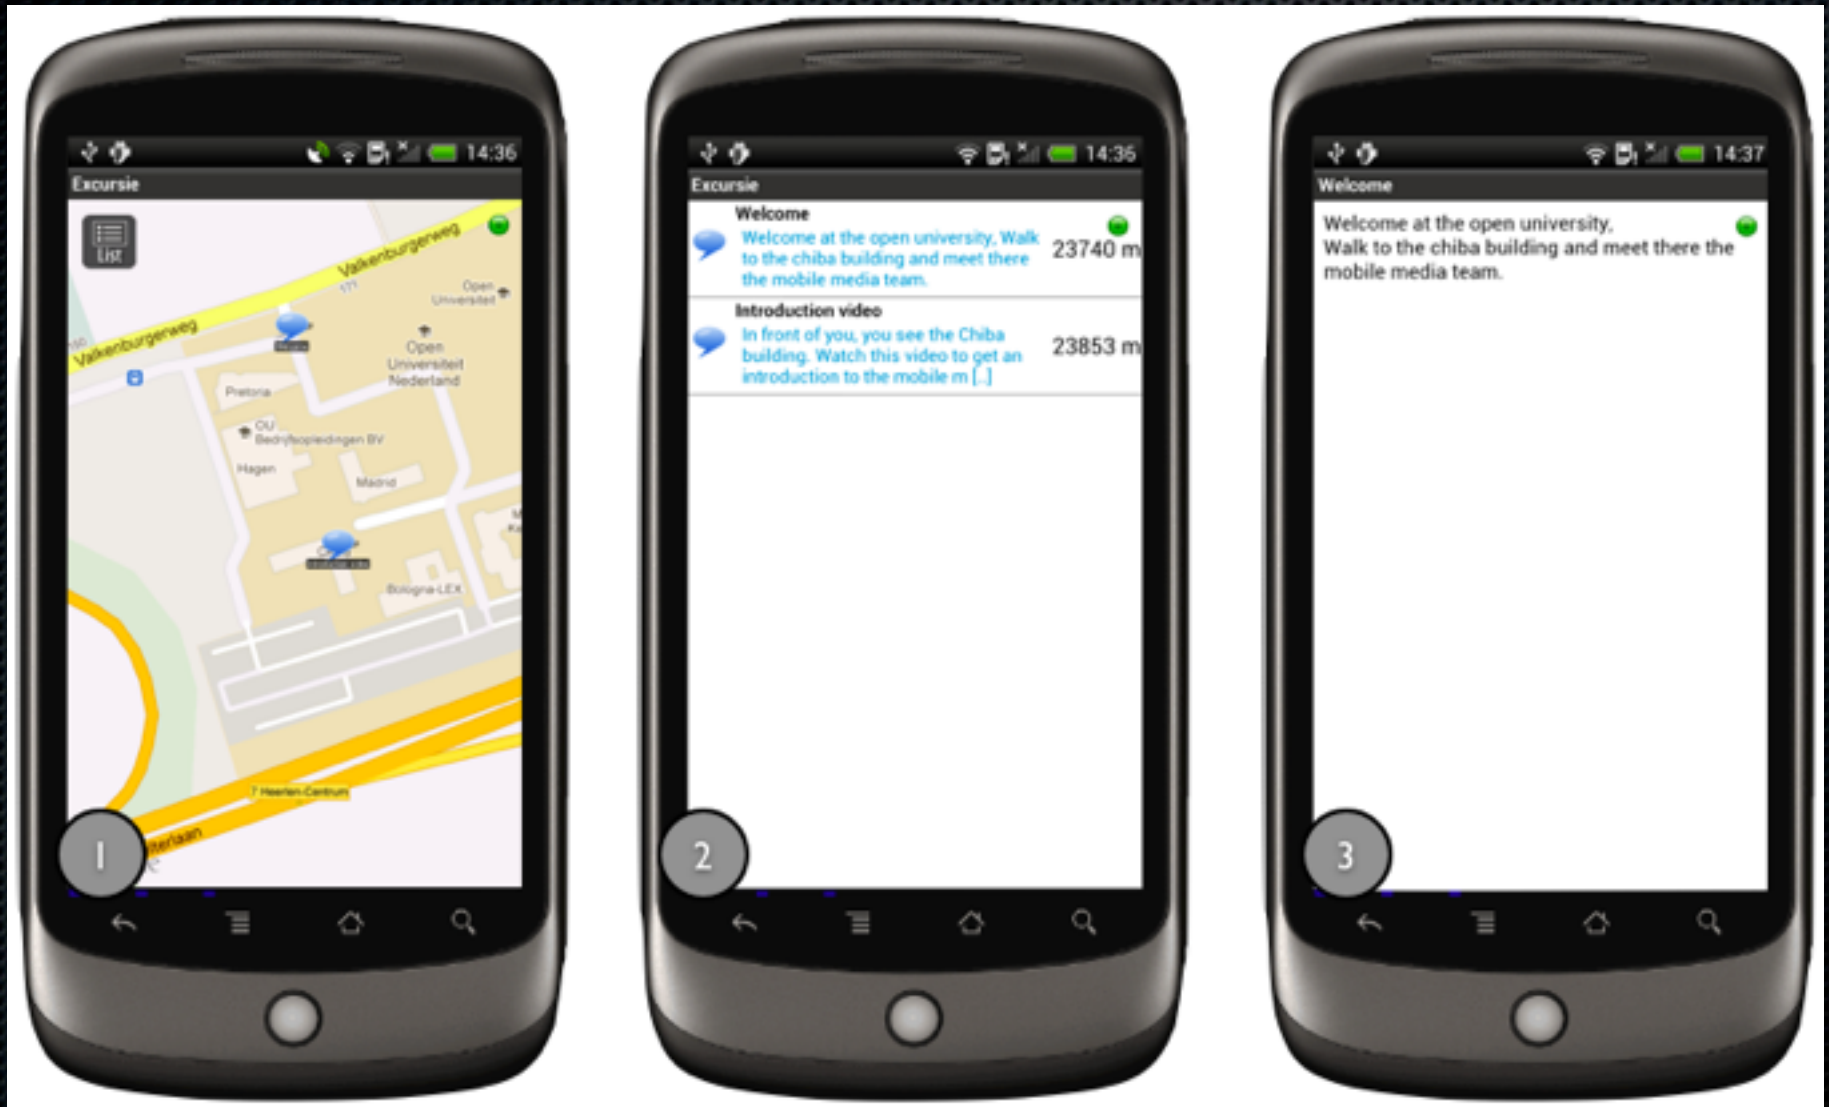 14:36
Excursie
List
Valkenburgerweg
Open
Universiteit
Valkenburgerweg
Open
Universiteit
Nederland
Pretoria
OU
Bedrijfsopleidingen BV
Hagen
Madrid
Bologna-LEX
7 Heerlen-Centrum
1
14:36
Excursie
Welcome
Welcome at the open university, Walk
to the chiba building and meet there
the mobile media team.
23740 m
Introduction video
In front of you, you see the Chiba
building. Watch this video to get an
introduction to the mobile m [..]
23853 m
2
14:37
Welcome
Welcome at the open university,
Walk to the chiba building and meet there the
mobile media team.
3